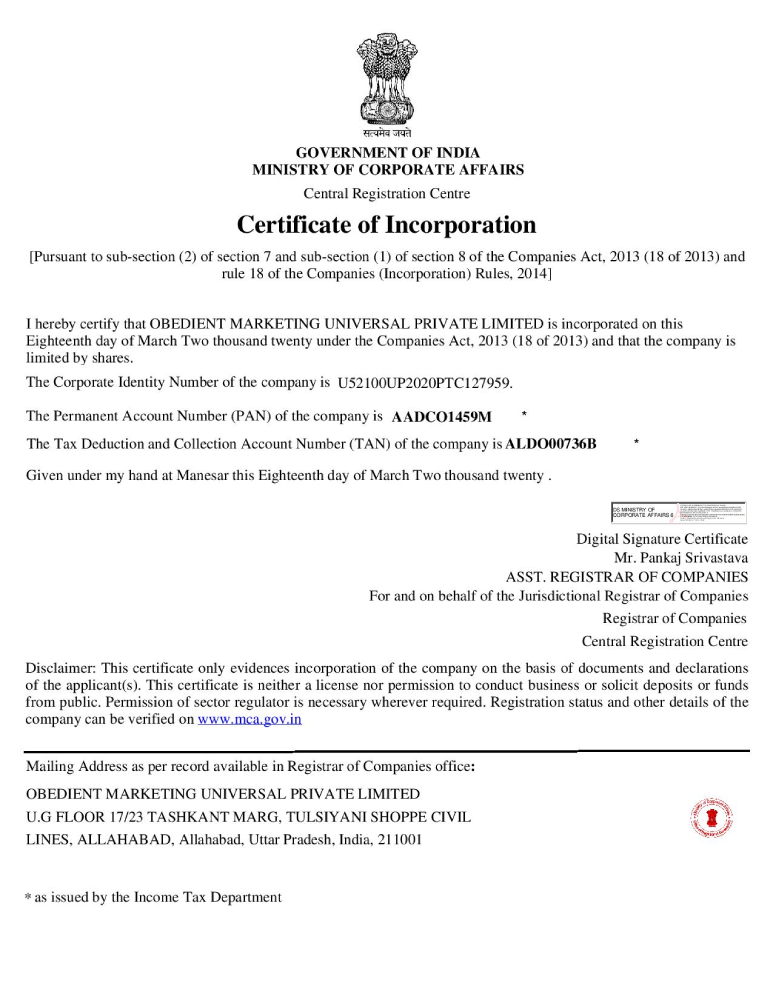 सत्यमेव जयते
GOVERNMENT OF INDIA
MINISTRY OF CORPORATE AFFAIRS
Central Registration Centre
Certificate of Incorporation
[Pursuant to sub-section (2) of section 7 and sub-section (1) of section 8 of the Companies Act, 2013 (18 of 2013) and
rule 18 of the Companies (Incorporation) Rules, 2014]
I hereby certify that OBEDIENT MARKETING UNIVERSAL PRIVATE LIMITED is incorporated on this
Eighteenth day of March Two thousand twenty under the Companies Act, 2013 (18 of 2013) and that the company is
limited by shares.
The Corporate Identity Number of the company is U52100UP2020PTC127959.
The Permanent Account Number (PAN) of the company is AADCO1459M *
The Tax Deduction and Collection Account Number (TAN) of the company is ALDO00736B *
Given under my hand at Manesar this Eighteenth day of March Two thousand twenty .
DS MINISTRY OF
CORPORATE AFFAIRS 6
Digital Signature Certificate
Mr. Pankaj Srivastava
ASST. REGISTRAR OF COMPANIES
For and on behalf of the Jurisdictional Registrar of Companies
Registrar of Companies
Central Registration Centre
Disclaimer: This certificate only evidences incorporation of the company on the basis of documents and declarations
of the applicant(s). This certificate is neither a license nor permission to conduct business or solicit deposits or funds
from public. Permission of sector regulator is necessary wherever required. Registration status and other details of the
company can be verified on www.mca.gov.in
Mailing Address as per record available in Registrar of Companies office:
OBEDIENT MARKETING UNIVERSAL PRIVATE LIMITED
U.G FLOOR 17/23 TASHKANT MARG, TULSIYANI SHOPPE CIVIL
LINES, ALLAHABAD, Allahabad, Uttar Pradesh, India, 211001
* as issued by the Income Tax Department